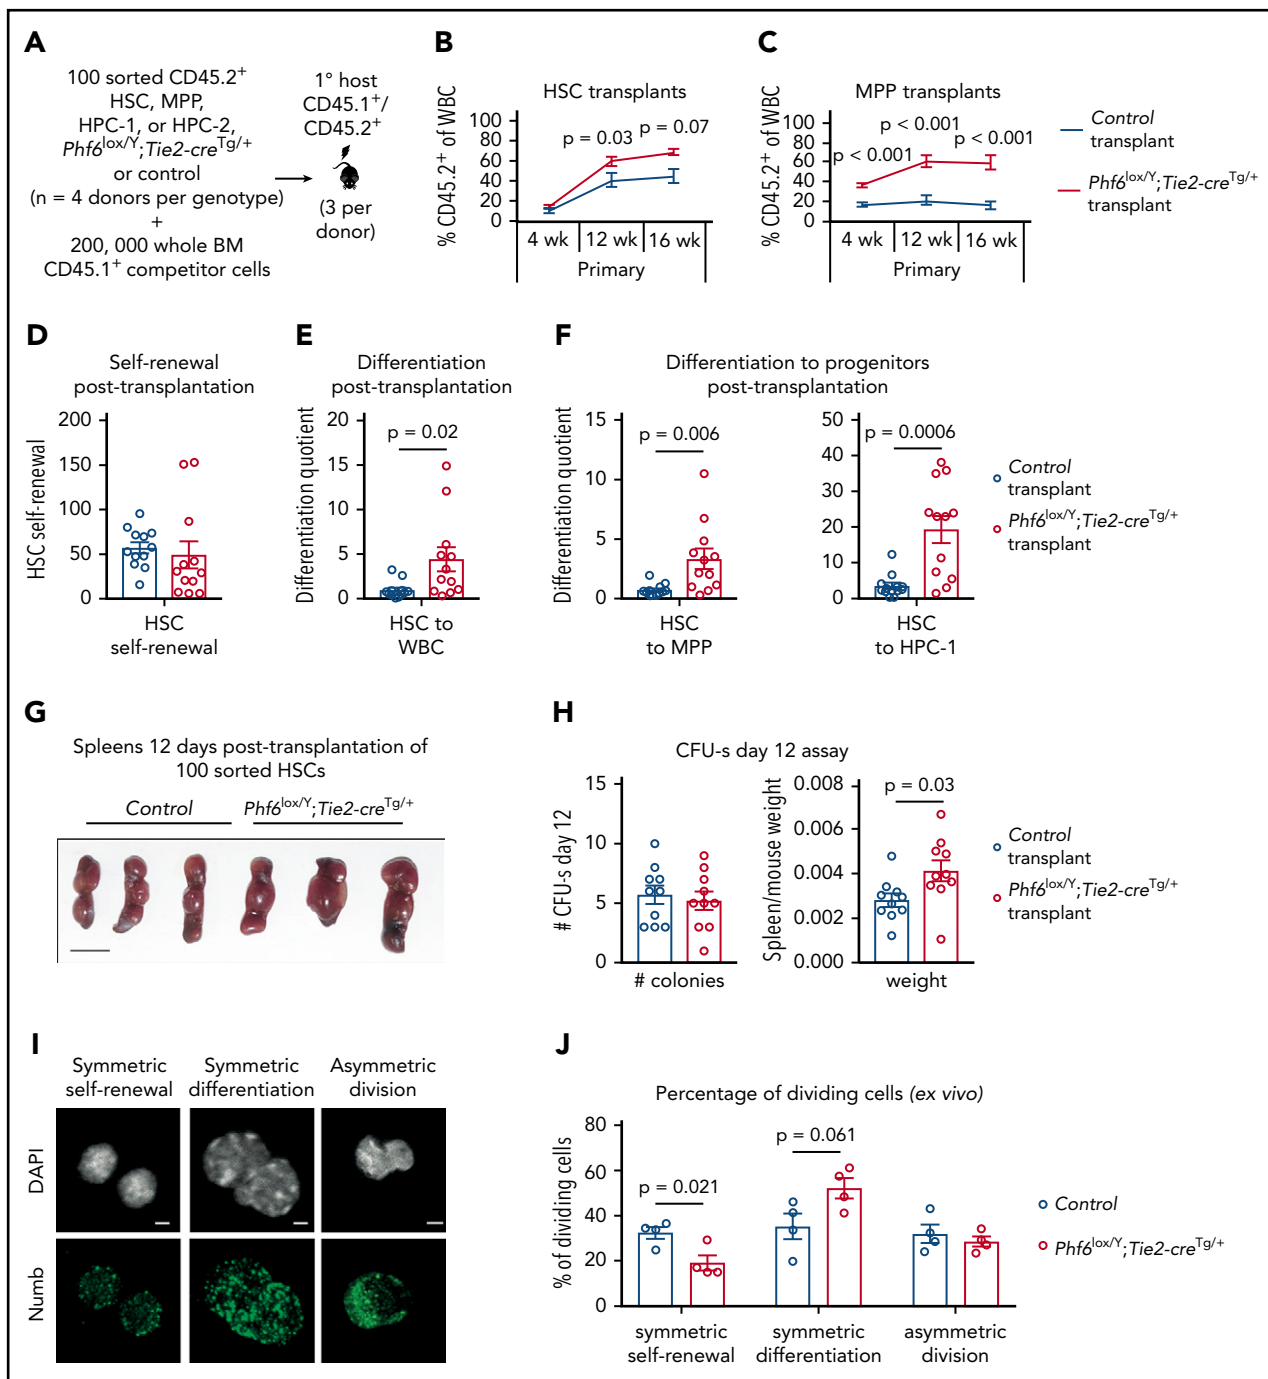 A
100 sorted CD45.2+
HSC, MPP,
HPC-1, or HPC-2,
Phf6lox/Y;Tie2-creTg/+
or control
(n = 4 donors per genotype)
+
200, 000 whole BM
CD45.1+ competitor cells
1° host
CD45.1+/
CD45.2+
(3 per
donor)
B
HSC transplants
% CD45.2+ of WBC
100
80
60
40
20
0
p = 0.03
p = 0.07
4 wk
12 wk
16 wk
Primary
C
MPP transplants
% CD45.2+ of WBC
100
80
60
40
20
0
p < 0.001
p < 0.001
p < 0.001
4 wk
12 wk
16 wk
Primary
Control
transplant
Phf6lox/Y;Tie2-creTg/+
transplant
D
Self-renewal
post-transplantation
HSC self-renewal
200
150
100
50
0
HSC
self-renewal
E
Differentiation
post-transplantation
Differentiation quotient
20
15
10
5
0
p = 0.02
HSC to
WBC
F
Differentiation to progenitors
post-transplantation
Differentiation quotient
15
10
5
0
p = 0.006
HSC
to MPP
50
40
30
20
10
0
p = 0.0006
HSC
to HPC-1
Control
transplant
Phf6lox/Y;Tie2-creTg/+
transplant
G
Spleens 12 days post-transplantation of
100 sorted HSCs
Control
Phf6lox/Y;Tie2-creTg/+
H
CFU-s day 12 assay
# CFU-s day 12
15
10
5
0
# colonies
Spleen/mouse weight
0.008
0.006
0.004
0.002
0.000
p = 0.03
weight
Control
transplant
Phf6lox/Y;Tie2-creTg/+
transplant
I
Symmetric
self-renewal
Symmetric
differentiation
Asymmetric
division
DAPI
Numb
J
Percentage of dividing cells (ex vivo)
% of dividing cells
80
60
40
20
0
p = 0.021
p = 0.061
symmetric
self-renewal
symmetric
differentiation
asymmetric
division
Control
Phf6lox/Y;Tie2-creTg/+